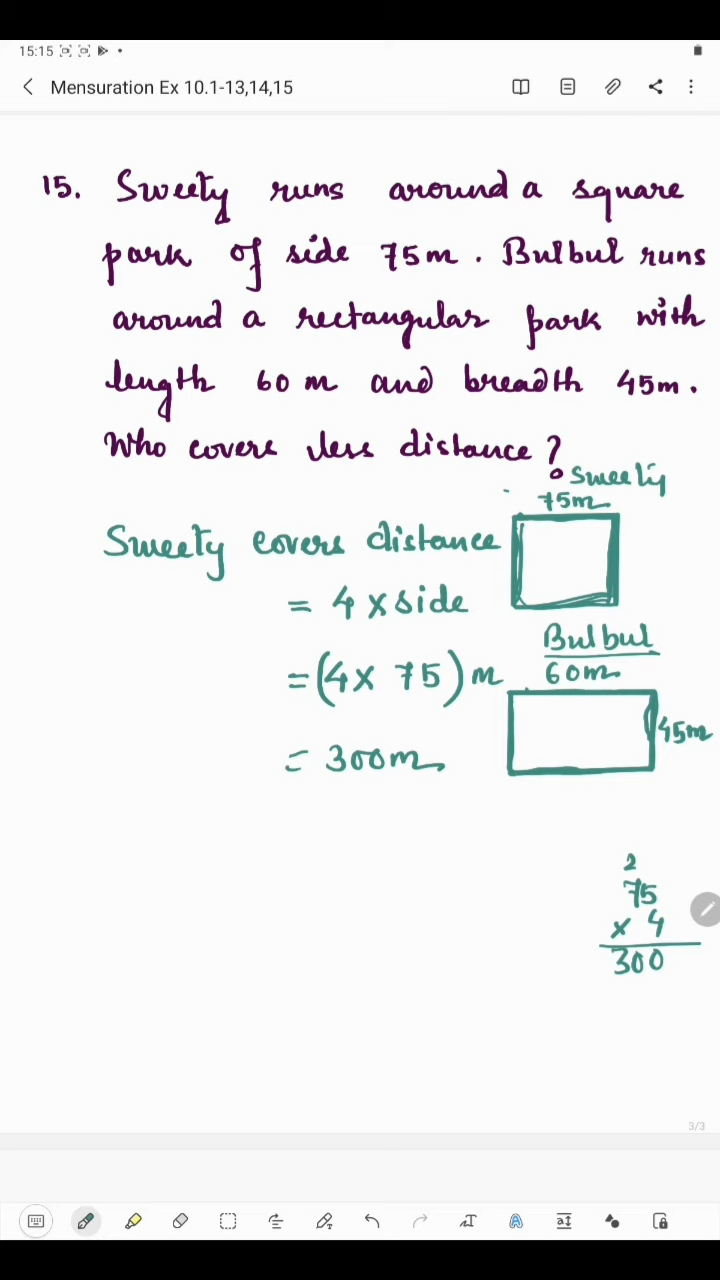 15:15
Mensuration Ex 10.1-13,14,15
15. Sweety runs around a square
park of side 75m. Bulbul runs
around a rectangular park with
length 60 m and breadth 45m.
Who covers less distance?
Sweety
75m
Sweety covers distance
= 4 x side
= (4 x 75) m
= 300m
Bulbul
60m
45m
2
75
x 4
300
3/3